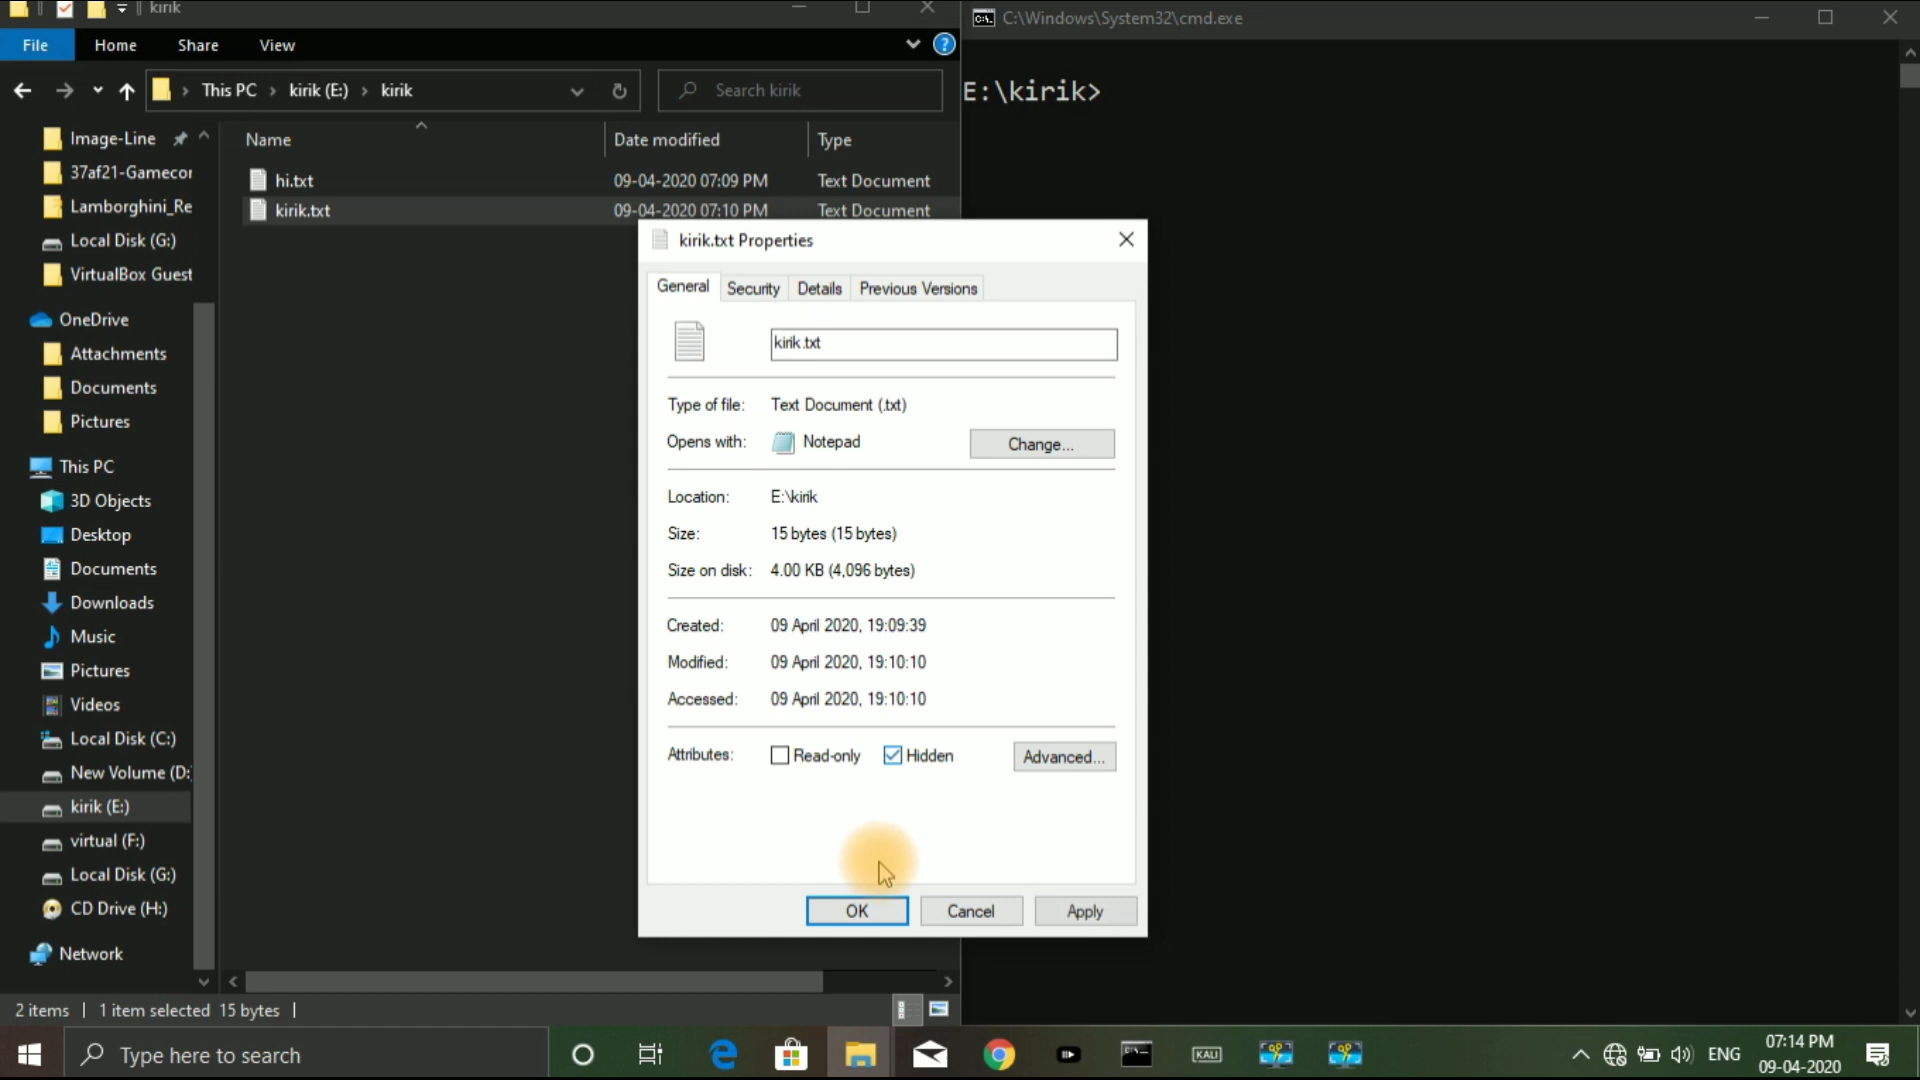 kirik
File Home Share View
This PC kirik (E:) kirik
Search kirik
Name Date modified Type
hi.txt 09-04-2020 07:09 PM Text Document
kirik.txt 09-04-2020 07:10 PM Text Document
Image-Line
37af21-Gamecor
Lamborghini_Re
Local Disk (G:)
VirtualBox Guest
OneDrive
Attachments
Documents
Pictures
This PC
3D Objects
Desktop
Documents
Downloads
Music
Pictures
Videos
Local Disk (C:)
New Volume (D:
kirik (E:)
virtual (F:)
Local Disk (G:)
CD Drive (H:)
Network
2 items 1 item selected 15 bytes
kirik.txt Properties
General Security Details Previous Versions
kirik.txt
Type of file: Text Document (.txt)
Opens with: Notepad Change...
Location: E:\kirik
Size: 15 bytes (15 bytes)
Size on disk: 4.00 KB (4,096 bytes)
Created: 09 April 2020, 19:09:39
Modified: 09 April 2020, 19:10:10
Accessed: 09 April 2020, 19:10:10
Attributes: Read-only Hidden Advanced...
OK Cancel Apply
C:\Windows\System32\cmd.exe
E:\kirik>
Type here to search
KALI
ENG
07:14 PM
09-04-2020